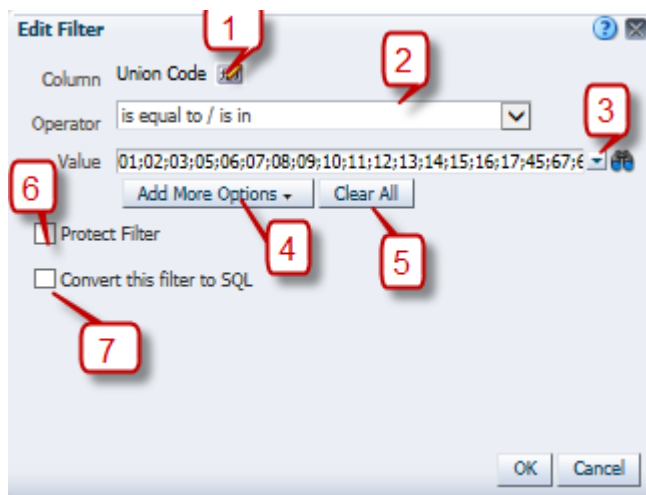 Edit Filter
1
Column Union Code
2
Operator is equal to / is in
3
Value 01;02;03;05;06;07;08;09;10;11;12;13;14;15;16;17;45;67;6
6
Add More Options Clear All
Protect Filter
4
5
Convert this filter to SQL
7
OK Cancel